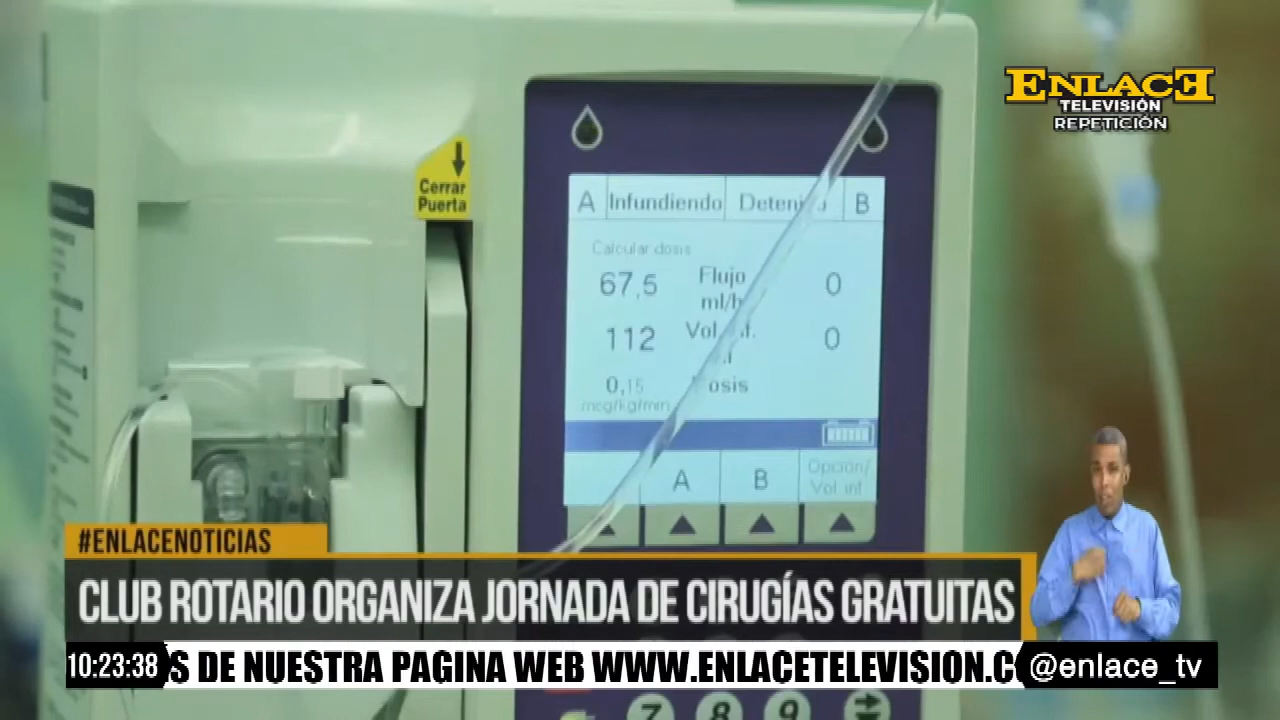 ENLACE
TELEVISIÓN
REPETICIÓN
Cerrar
Puerta
A Infundiendo B
Calcular dosis
67,5 Flujo 0
ml/h
112 0
0,15
mcg/kg/min
A B Opción/
Vol inf
#ENLACENOTICIAS
CLUB ROTARIO ORGANIZA JORNADA DE CIRUGÍAS GRATUITAS
10:23:38 DE NUESTRA PAGINA WEB @enlace_tv
7 8 9